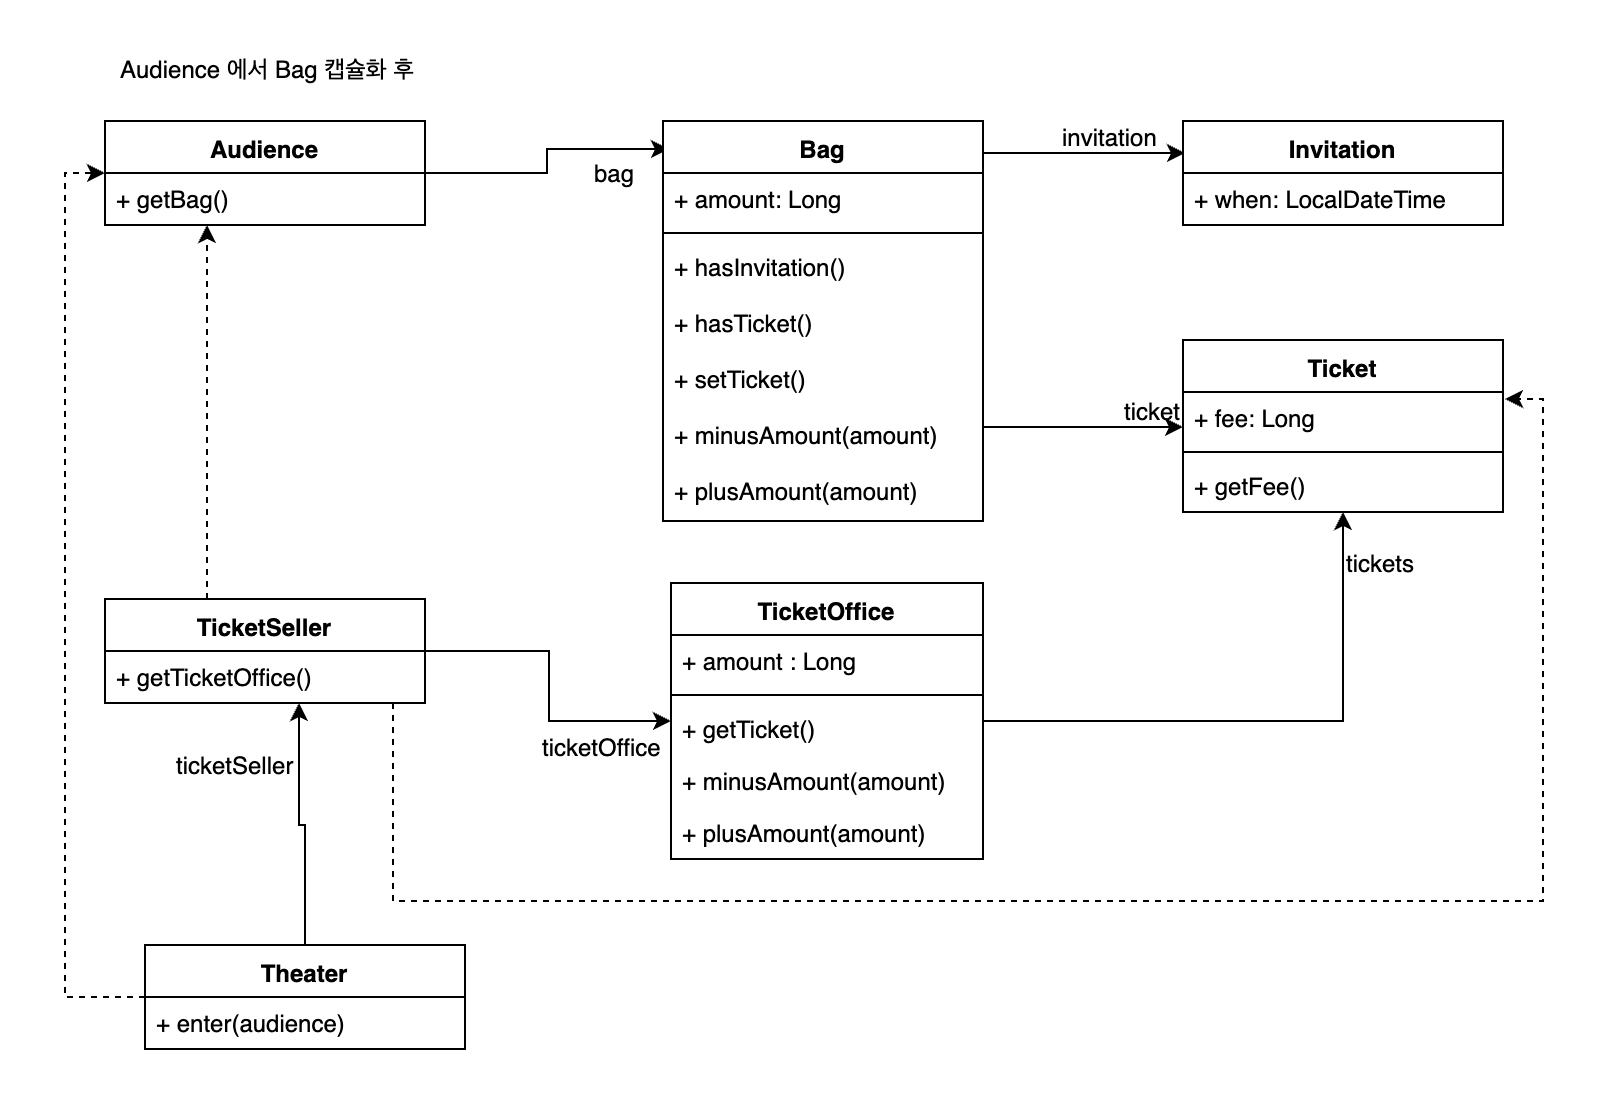 Audience 에서 Bag 캡슐화 후
Audience
+ getBag()
bag
Bag
+ amount: Long
+ hasInvitation()
+ hasTicket()
+ setTicket()
+ minusAmount(amount)
+ plusAmount(amount)
invitation
Invitation
+ when: LocalDateTime
ticket
Ticket
+ fee: Long
+ getFee()
tickets
TicketSeller
+ getTicketOffice()
ticketOffice
TicketOffice
+ amount : Long
+ getTicket()
+ minusAmount(amount)
+ plusAmount(amount)
ticketSeller
Theater
+ enter(audience)